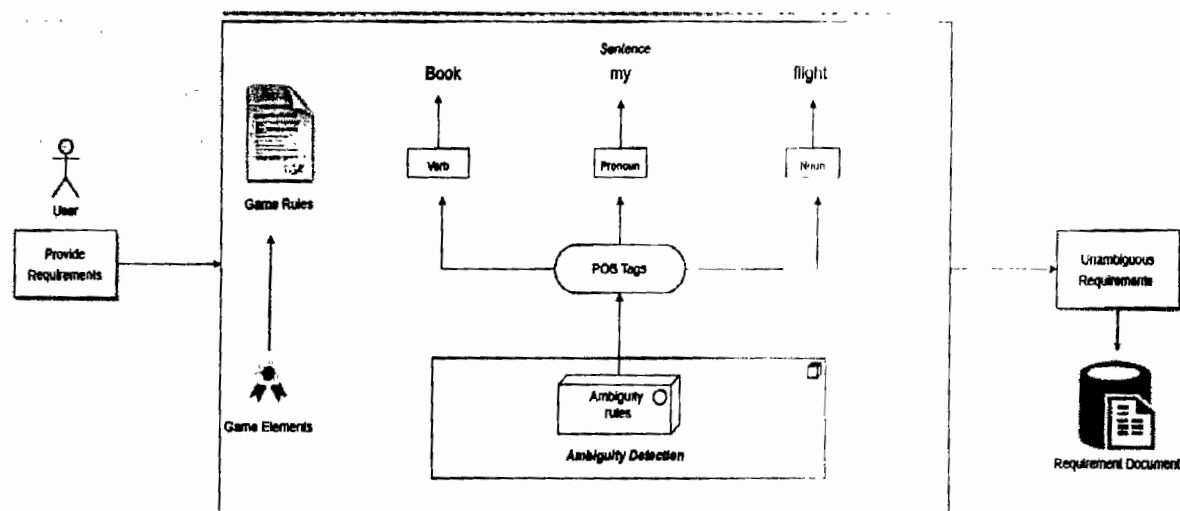 Sentence
Book my flight
Verb Pronoun Noun
Game Rules
User
Provide
Requirements
POS Tags
Unambiguous
Requirements
Game Elements
Ambiguity
rules
Ambiguity Detection
Requirement Document